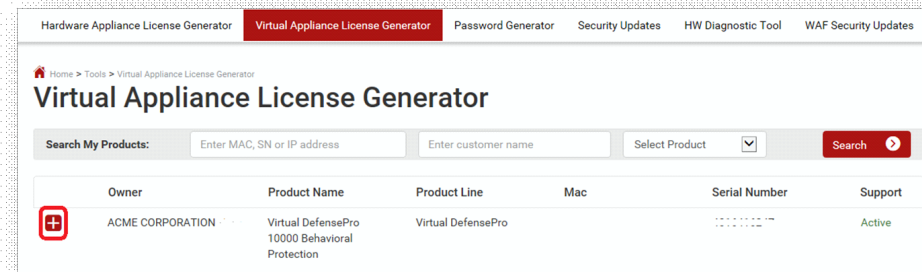 Hardware Appliance License Generator Virtual Appliance License Generator Password Generator Security Updates HW Diagnostic Tool WAF Security Updates
Home > Tools > Virtual Appliance License Generator
Virtual Appliance License Generator
Search My Products: Enter MAC, SN or IP address Enter customer name Select Product Search
Owner Product Name Product Line Mac Serial Number Support
ACME CORPORATION Virtual DefensePro Virtual DefensePro Active
10000 Behavioral
Protection